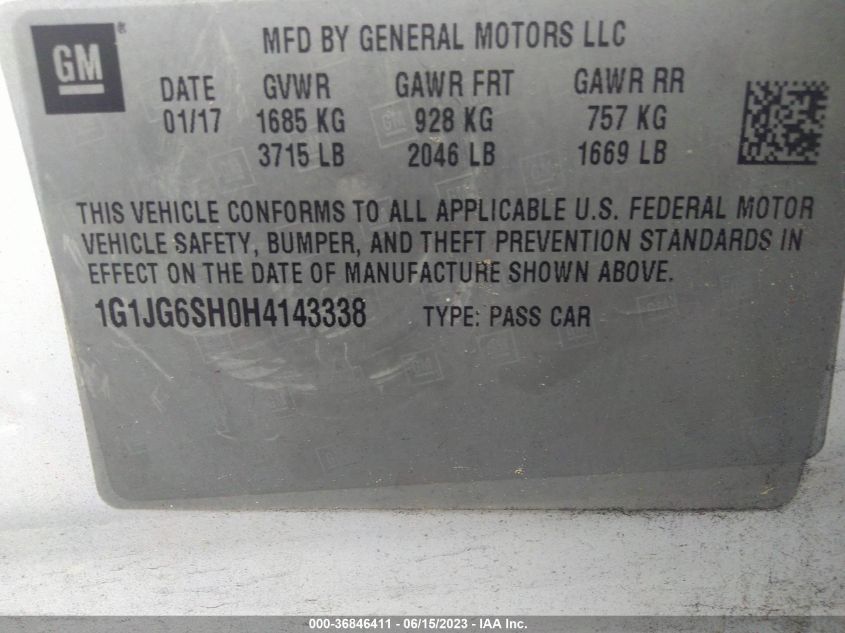 GM
MFD BY GENERAL MOTORS LLC
DATE GVWR GAWR FRT GAWR RR
01/17 1685 KG 928 KG 757 KG
3715 LB 2046 LB 1669 LB
THIS VEHICLE CONFORMS TO ALL APPLICABLE U.S. FEDERAL MOTOR
VEHICLE SAFETY, BUMPER, AND THEFT PREVENTION STANDARDS IN
EFFECT ON THE DATE OF MANUFACTURE SHOWN ABOVE.
1G1JG6SH0H4143338 TYPE: PASS CAR
000-36846411 - 06/15/2023 - IAA Inc.